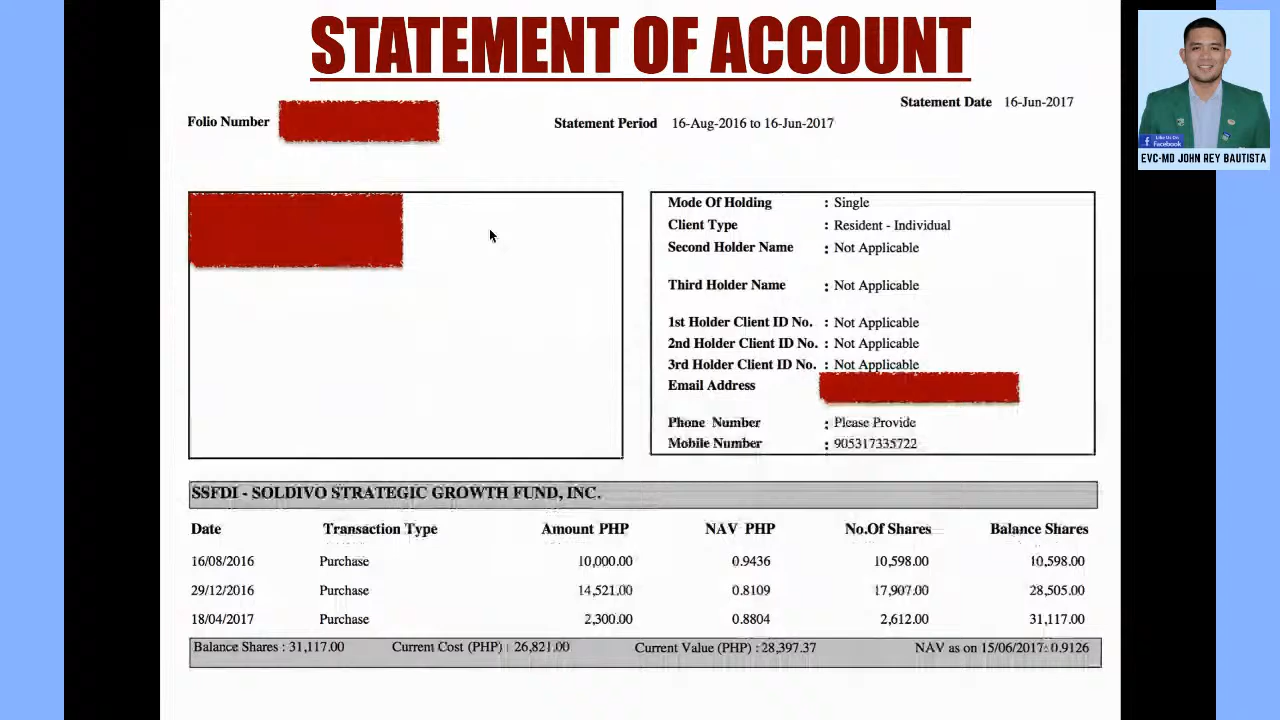 STATEMENT OF ACCOUNT
Statement Date 16-Jun-2017
Folio Number
Statement Period 16-Aug-2016 to 16-Jun-2017
Like Us On
Facebook
EVC-MD JOHN REY BAUTISTA
Mode Of Holding : Single
Client Type : Resident - Individual
Second Holder Name : Not Applicable
Third Holder Name : Not Applicable
1st Holder Client ID No. : Not Applicable
2nd Holder Client ID No. : Not Applicable
3rd Holder Client ID No. : Not Applicable
Email Address
Phone Number : Please Provide
Mobile Number : 905317335722
SSFDI - SOLDIVO STRATEGIC GROWTH FUND, INC.
Date Transaction Type Amount PHP NAV PHP No.Of Shares Balance Shares
16/08/2016 Purchase 10,000.00 0.9436 10,598.00 10,598.00
29/12/2016 Purchase 14,521.00 0.8109 17,907.00 28,505.00
18/04/2017 Purchase 2,300.00 0.8804 2,612.00 31,117.00
Balance Shares : 31,117.00 Current Cost (PHP) : 26,821.00 Current Value (PHP) : 28,397.37 NAV as on 15/06/2017: 0.9126